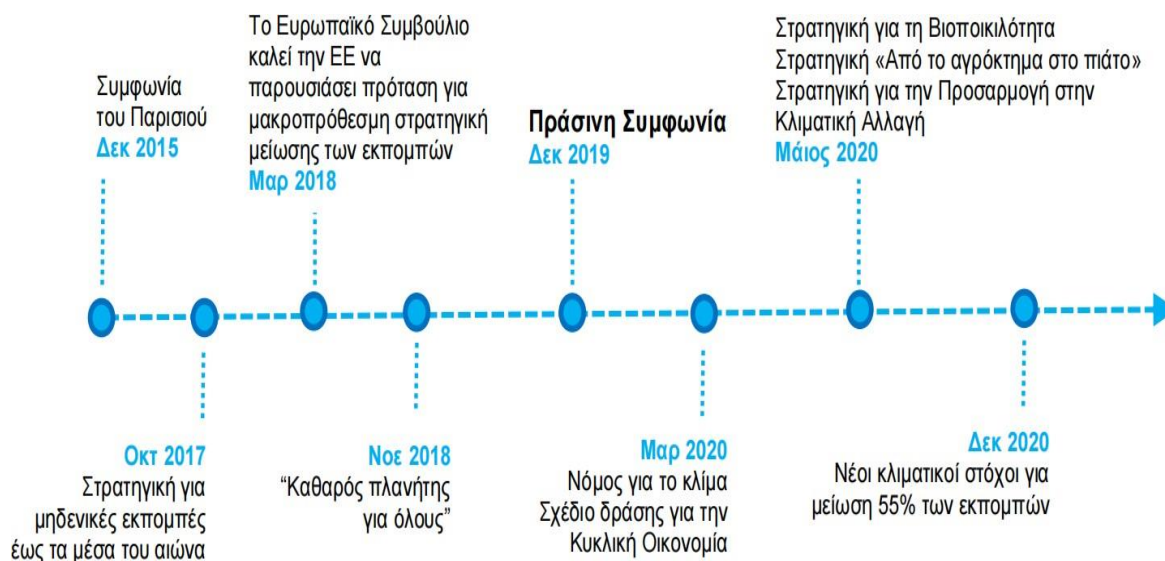 Συμφωνία
του Παρισιού
Δεκ 2015
Το Ευρωπαϊκό Συμβούλιο
καλεί την ΕΕ να
παρουσιάσει πρόταση για
μακροπρόθεσμη στρατηγική
μείωσης των εκπομπών
Μαρ 2018
Πράσινη Συμφωνία
Δεκ 2019
Στρατηγική για τη Βιοποικιλότητα
Στρατηγική «Από το αγρόκτημα στο πιάτο»
Στρατηγική για την Προσαρμογή στην
Κλιματική Αλλαγή
Μάιος 2020
Οκτ 2017
Στρατηγική για
μηδενικές εκπομπές
έως τα μέσα του αιώνα
Νοε 2018
“Καθαρός πλανήτης
για όλους”
Μαρ 2020
Νόμος για το κλίμα
Σχέδιο δράσης για την
Κυκλική Οικονομία
Δεκ 2020
Νέοι κλιματικοί στόχοι για
μείωση 55% των εκπομπών